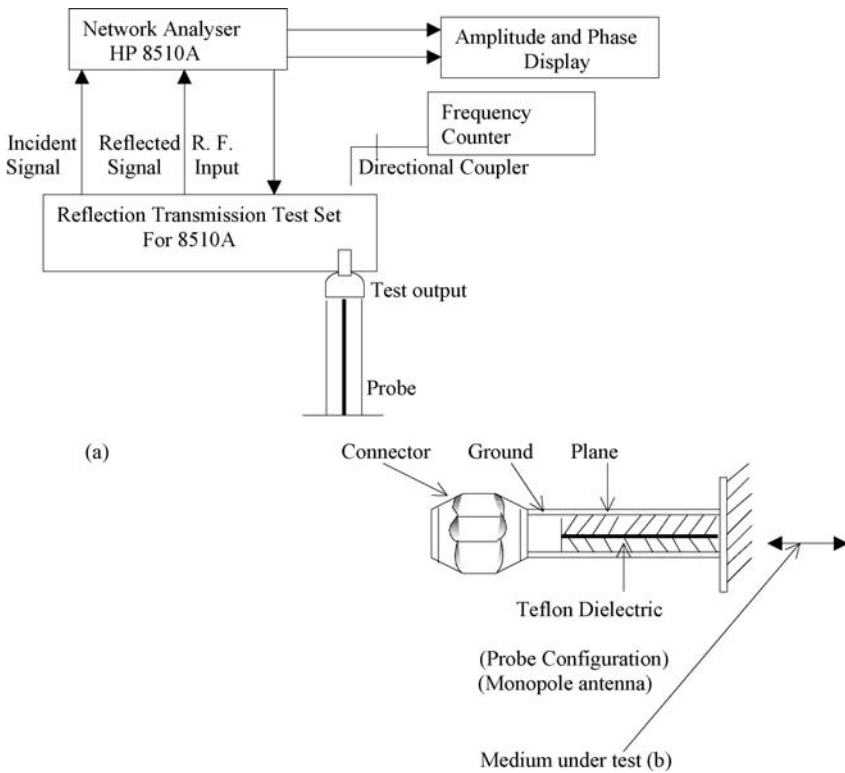 Network Analyser
HP 8510A
Amplitude and Phase
Display
Frequency
Counter
Incident
Signal
Reflected
Signal
R. F.
Input
Directional Coupler
Reflection Transmission Test Set
For 8510A
Test output
Probe
(a)
Connector
Ground
Plane
Teflon Dielectric
(Probe Configuration)
(Monopole antenna)
Medium under test (b)